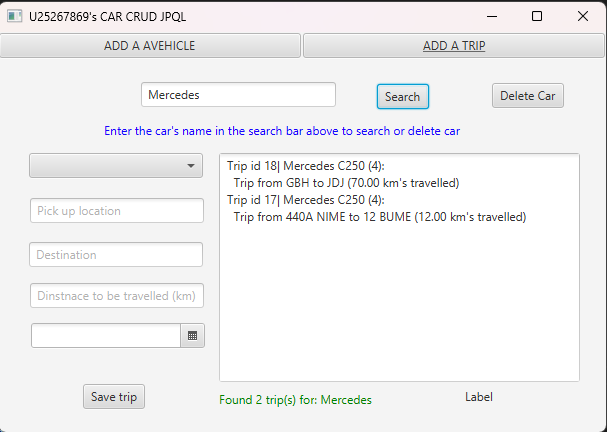 U25267869's CAR CRUD JPQL
ADD A AVEHICLE
ADD A TRIP
Mercedes
Search
Delete Car
Enter the car's name in the search bar above to search or delete car
Trip id 18| Mercedes C250 (4):
Trip from GBH to JDJ (70.00 km's travelled)
Trip id 17| Mercedes C250 (4):
Trip from 440A NIME to 12 BUME (12.00 km's travelled)
Pick up location
Destination
Dinstnace to be travelled (km)
Save trip
Found 2 trip(s) for: Mercedes
Label